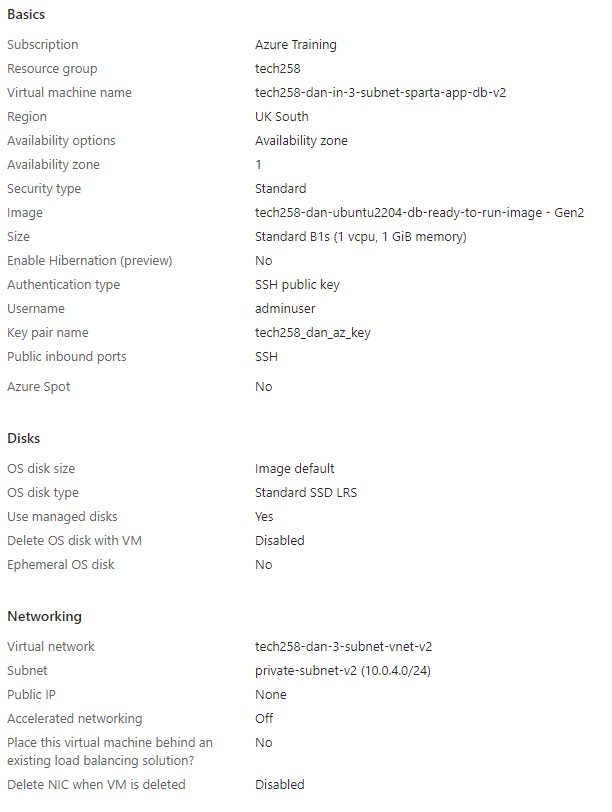 Basics
Subscription Azure Training
Resource group tech258
Virtual machine name tech258-dan-in-3-subnet-sparta-app-db-v2
Region UK South
Availability options Availability zone
Availability zone 1
Security type Standard
Image tech258-dan-ubuntu2204-db-ready-to-run-image - Gen2
Size Standard B1s (1 vcpu, 1 GiB memory)
Enable Hibernation (preview) No
Authentication type SSH public key
Username adminuser
Key pair name tech258_dan_az_key
Public inbound ports SSH
Azure Spot No
Disks
OS disk size Image default
OS disk type Standard SSD LRS
Use managed disks Yes
Delete OS disk with VM Disabled
Ephemeral OS disk No
Networking
Virtual network tech258-dan-3-subnet-vnet-v2
Subnet private-subnet-v2 (10.0.4.0/24)
Public IP None
Accelerated networking Off
Place this virtual machine behind an No
existing load balancing solution?
Delete NIC when VM is deleted Disabled